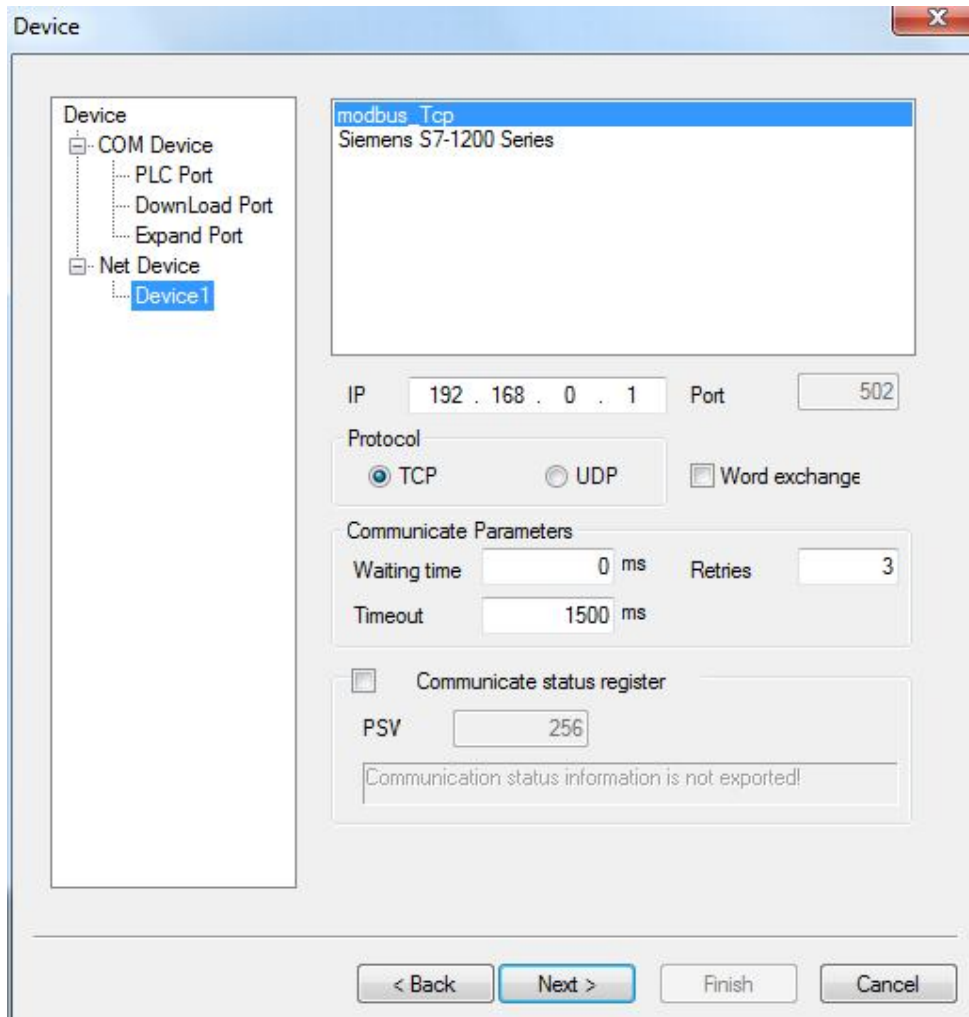 Device
Device
COM Device
PLC Port
DownLoad Port
Expand Port
Net Device
Device1
modbus_Tcp
Siemens S7-1200 Series
IP 192 . 168 . 0 . 1 Port 502
Protocol
TCP UDP Word exchange
Communicate Parameters
Waiting time 0 ms Retries 3
Timeout 1500 ms
Communicate status register
PSV 256
Communication status information is not exported!
< Back Next > Finish Cancel